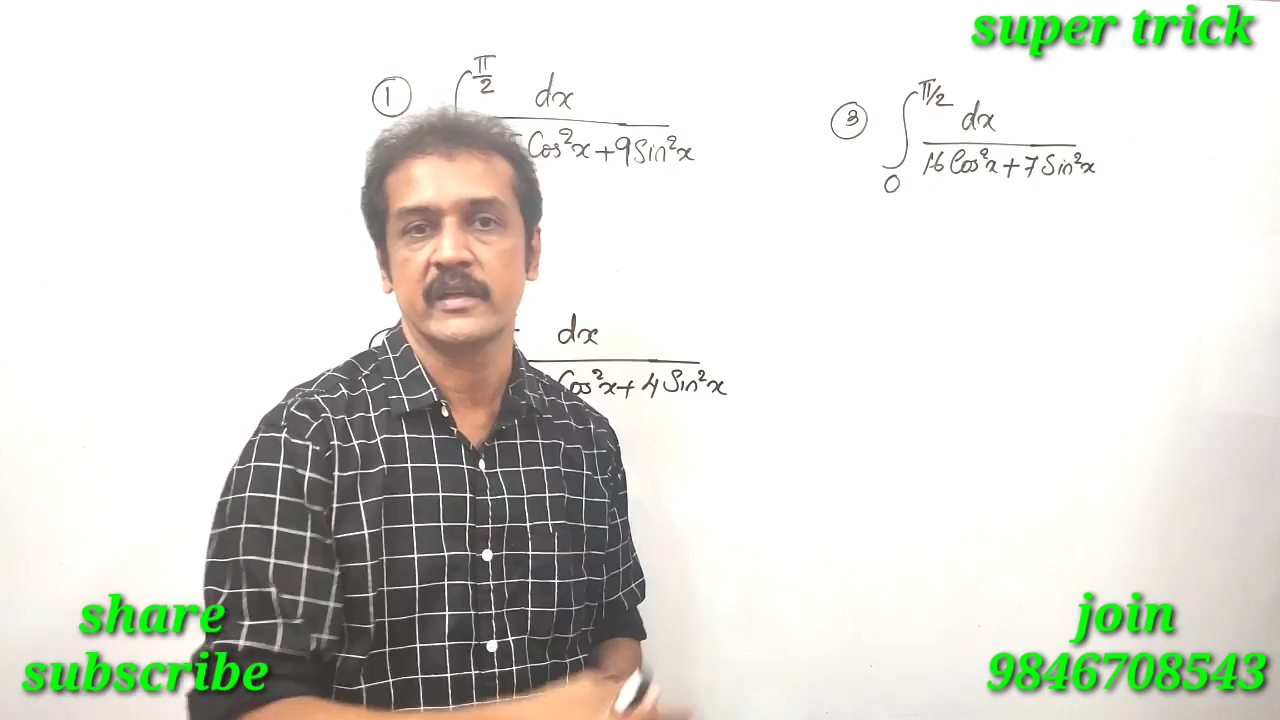 super trick
① π/2 dx
Cos²x + 9 Sin²x
③ ∫ π/2 dx
0 16 Cos²x + 7 Sin²x
dx
Cos²x + 4 Sin²x
share
subscribe
join
9846708543